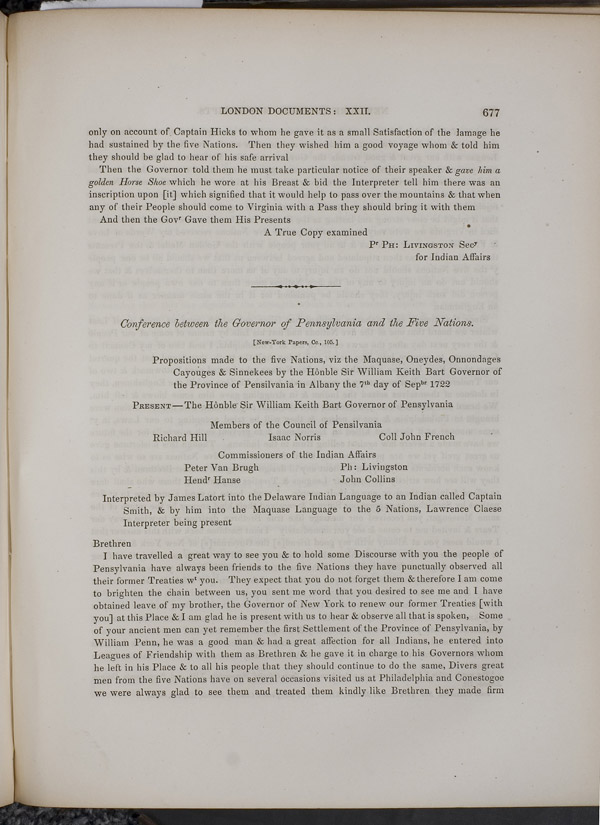 LONDON DOCUMENTS: XXII. 677
only on account of Captain Hicks to whom he gave it as a small Satisfaction of the lamage he
had sustained by the five Nations. Then they wished him a good voyage whom & told him
they should be glad to hear of his safe arrival
Then the Governor told them he must take particular notice of their speaker & gave him a
golden Horse Shoe which he wore at his Breast & bid the Interpreter tell him there was an
inscription upon [it] which signified that it would help to pass over the mountains & that when
any of their People should come to Virginia with a Pass they should bring it with them
And then the Govʳ Gave them His Presents
A True Copy examined
Pʳ Ph: Livingston Secʳ
for Indian Affairs
Conference between the Governor of Pennsylvania and the Five Nations.
[New-York Papers, Cc., 105.]
Propositions made to the five Nations, viz the Maquase, Oneydes, Onnondages
Cayouges & Sinnekees by the Hônble Sir William Keith Bart Governor of
the Province of Pensilvania in Albany the 7ᵗʰ day of Sepᵇʳ 1722
Present—The Hônble Sir William Keith Bart Governor of Pensylvania
Members of the Council of Pensilvania
Richard Hill Isaac Norris Coll John French
Commissioners of the Indian Affairs
Peter Van Brugh Ph: Livingston
Hendʳ Hanse John Collins
Interpreted by James Latort into the Delaware Indian Language to an Indian called Captain
Smith, & by him into the Maquase Language to the 5 Nations, Lawrence Claese
Interpreter being present
Brethren
I have travelled a great way to see you & to hold some Discourse with you the people of
Pensylvania have always been friends to the five Nations they have punctually observed all
their former Treaties wᵗ you. They expect that you do not forget them & therefore I am come
to brighten the chain between us, you sent me word that you desired to see me and I have
obtained leave of my brother, the Governor of New York to renew our former Treaties [with
you] at this Place & I am glad he is present with us to hear & observe all that is spoken, Some
of your ancient men can yet remember the first Settlement of the Province of Pensylvania, by
William Penn, he was a good man & had a great affection for all Indians, he entered into
Leagues of Friendship with them as Brethren & he gave it in charge to his Governors whom
he left in his Place & to all his people that they should continue to do the same, Divers great
men from the five Nations have on several occasions visited us at Philadelphia and Conestogoe
we were always glad to see them and treated them kindly like Brethren they made firm